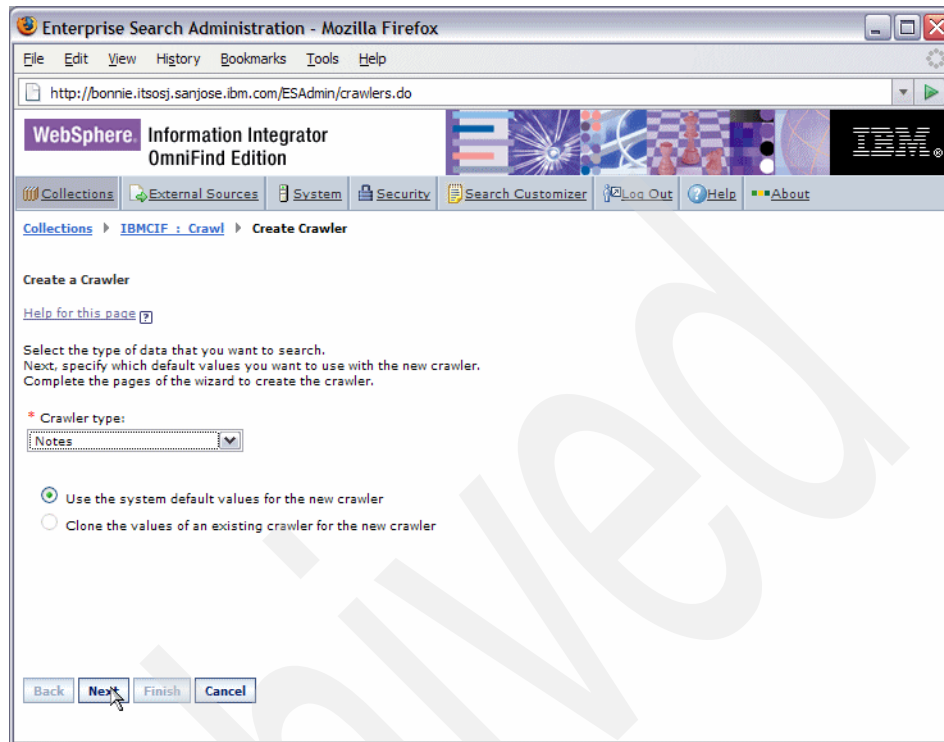 Enterprise Search Administration - Mozilla Firefox
File Edit View History Bookmarks Tools Help
http://bonnie.itsosj.sanjose.ibm.com/ESAdmin/crawlers.do
WebSphere. Information Integrator
OmniFind Edition
IBM®
Collections External Sources System Security Search Customizer Log Out Help About
Collections IBMCIF : Crawl Create Crawler
Create a Crawler
Help for this page ?
Select the type of data that you want to search.
Next, specify which default values you want to use with the new crawler.
Complete the pages of the wizard to create the crawler.
* Crawler type:
Notes
Use the system default values for the new crawler
Clone the values of an existing crawler for the new crawler
Back Next Finish Cancel
hived